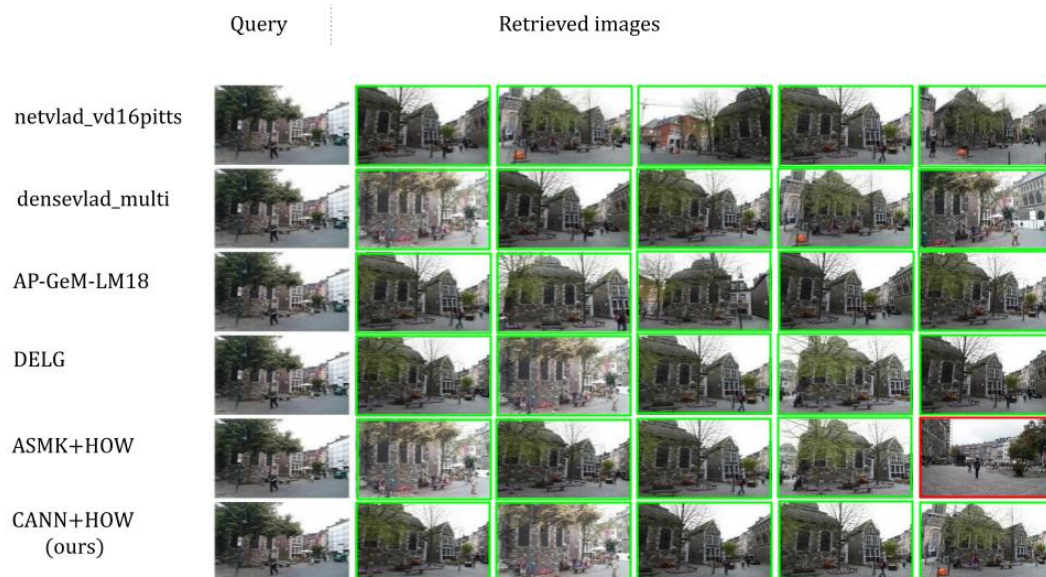 Query
Retrieved images
netvlad_vd16pitts
densevlad_multi
AP-GeM-LM18
DELG
ASMK+HOW
CANN+HOW
(ours)